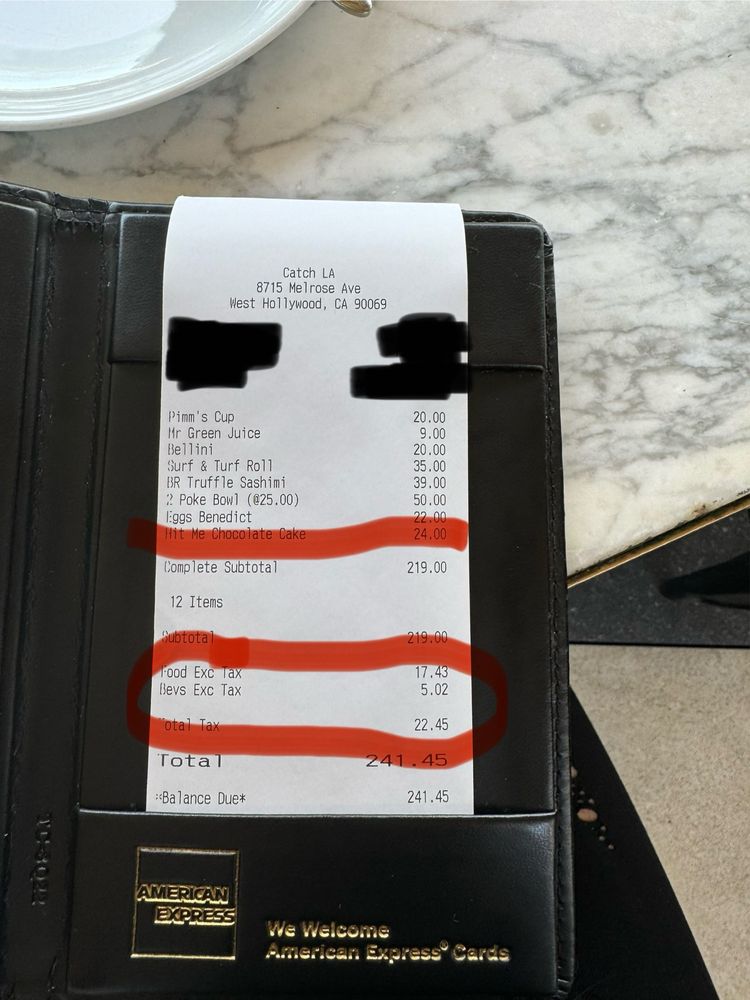 Catch LA
8715 Melrose Ave
West Hollywood, CA 90069
Pimm's Cup 20.00
Mr Green Juice 9.00
Bellini 20.00
Surf & Turf Roll 35.00
BR Truffle Sashimi 39.00
2 Poke Bowl (@25.00) 50.00
Eggs Benedict 22.00
Hit Me Chocolate Cake 24.00
Complete Subtotal 219.00
12 Items
Subtotal 219.00
Food Exc Tax 17.43
Bevs Exc Tax 5.02
Total Tax 22.45
Total 241.45
*Balance Due* 241.45
AMERICAN
EXPRESS
We Welcome
American Express® Cards